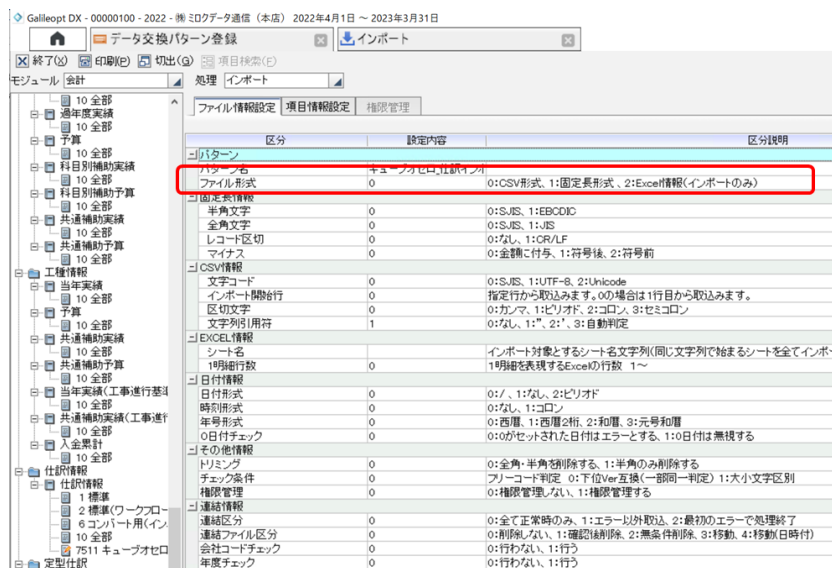 Galileopt DX - 00000100 - 2022 - ㈱ ミロクデータ通信（本店） 2022年4月1日 ～ 2023年3月31日
データ交換パターン登録 インポート
終了(X) 印刷(P) 切出(G) 項目検索(F)
モジュール 会計 処理 インポート
10 全部
過年度実績
10 全部
予算
10 全部
科目別補助実績
10 全部
科目別補助予算
10 全部
共通補助実績
10 全部
共通補助予算
10 全部
工種情報
当年実績
10 全部
予算
10 全部
共通補助実績
10 全部
共通補助予算
10 全部
当年実績(工事進行基準
10 全部
共通補助実績(工事進行
10 全部
入金累計
10 全部
仕訳情報
仕訳情報
1 標準
2 標準(ワークフロー
6 コンバート用(イン
10 全部
7511 キューブオセロ
定型仕訳
ファイル情報設定 項目情報設定 権限管理
区分 設定内容 区分説明
パターン
パターン名 キューブオセロ_仕訳インポ
ファイル形式 0 0:CSV形式、1:固定長形式、2:Excel情報(インポートのみ)
固定長情報
半角文字 0 0:SJIS、1:EBCDIC
全角文字 0 0:SJIS、1:JIS
レコード区切 0 0:なし、1:CR/LF
マイナス 0 0:金額に付与、1:符号後、2:符号前
CSV情報
文字コード 0 0:SJIS、1:UTF-8、2:Unicode
インポート開始行 0 指定行から取込みます。0の場合は1行目から取込みます。
区切文字 0 0:カンマ、1:ピリオド、2:コロン、3:セミコロン
文字列引用符 1 0:なし、1:"、2:'、3:自動判定
EXCEL情報
シート名 インポート対象とするシート名文字列(同じ文字列で始まるシートを全てインポー
1明細行数 0 1明細を表現するExcelの行数 1～
日付情報
日付形式 0 0:/、1:なし、2:ピリオド
時刻形式 0 0:なし、1:コロン
年号形式 0 0:西暦、1:西暦2桁、2:和暦、3:元号和暦
0日付チェック 0 0:0がセットされた日付はエラーとする、1:0日付は無視する
その他情報
トリミング 0 0:全角・半角を削除する、1:半角のみ削除する
チェック条件 0 フリーコード判定 0:下位Ver互換(一部同一判定) 1:大小文字区別
権限管理 0 0:権限管理しない、1:権限管理する
連結情報
連結区分 0 0:全て正常時のみ、1:エラー以外取込、2:最初のエラーで処理終了
連結ファイル区分 0 0:削除しない、1:確認後削除、2:無条件削除、3:移動、4:移動(日時付)
会社コードチェック 0 0:行わない、1:行う
年度チェック 0 0:行わない、1:行う